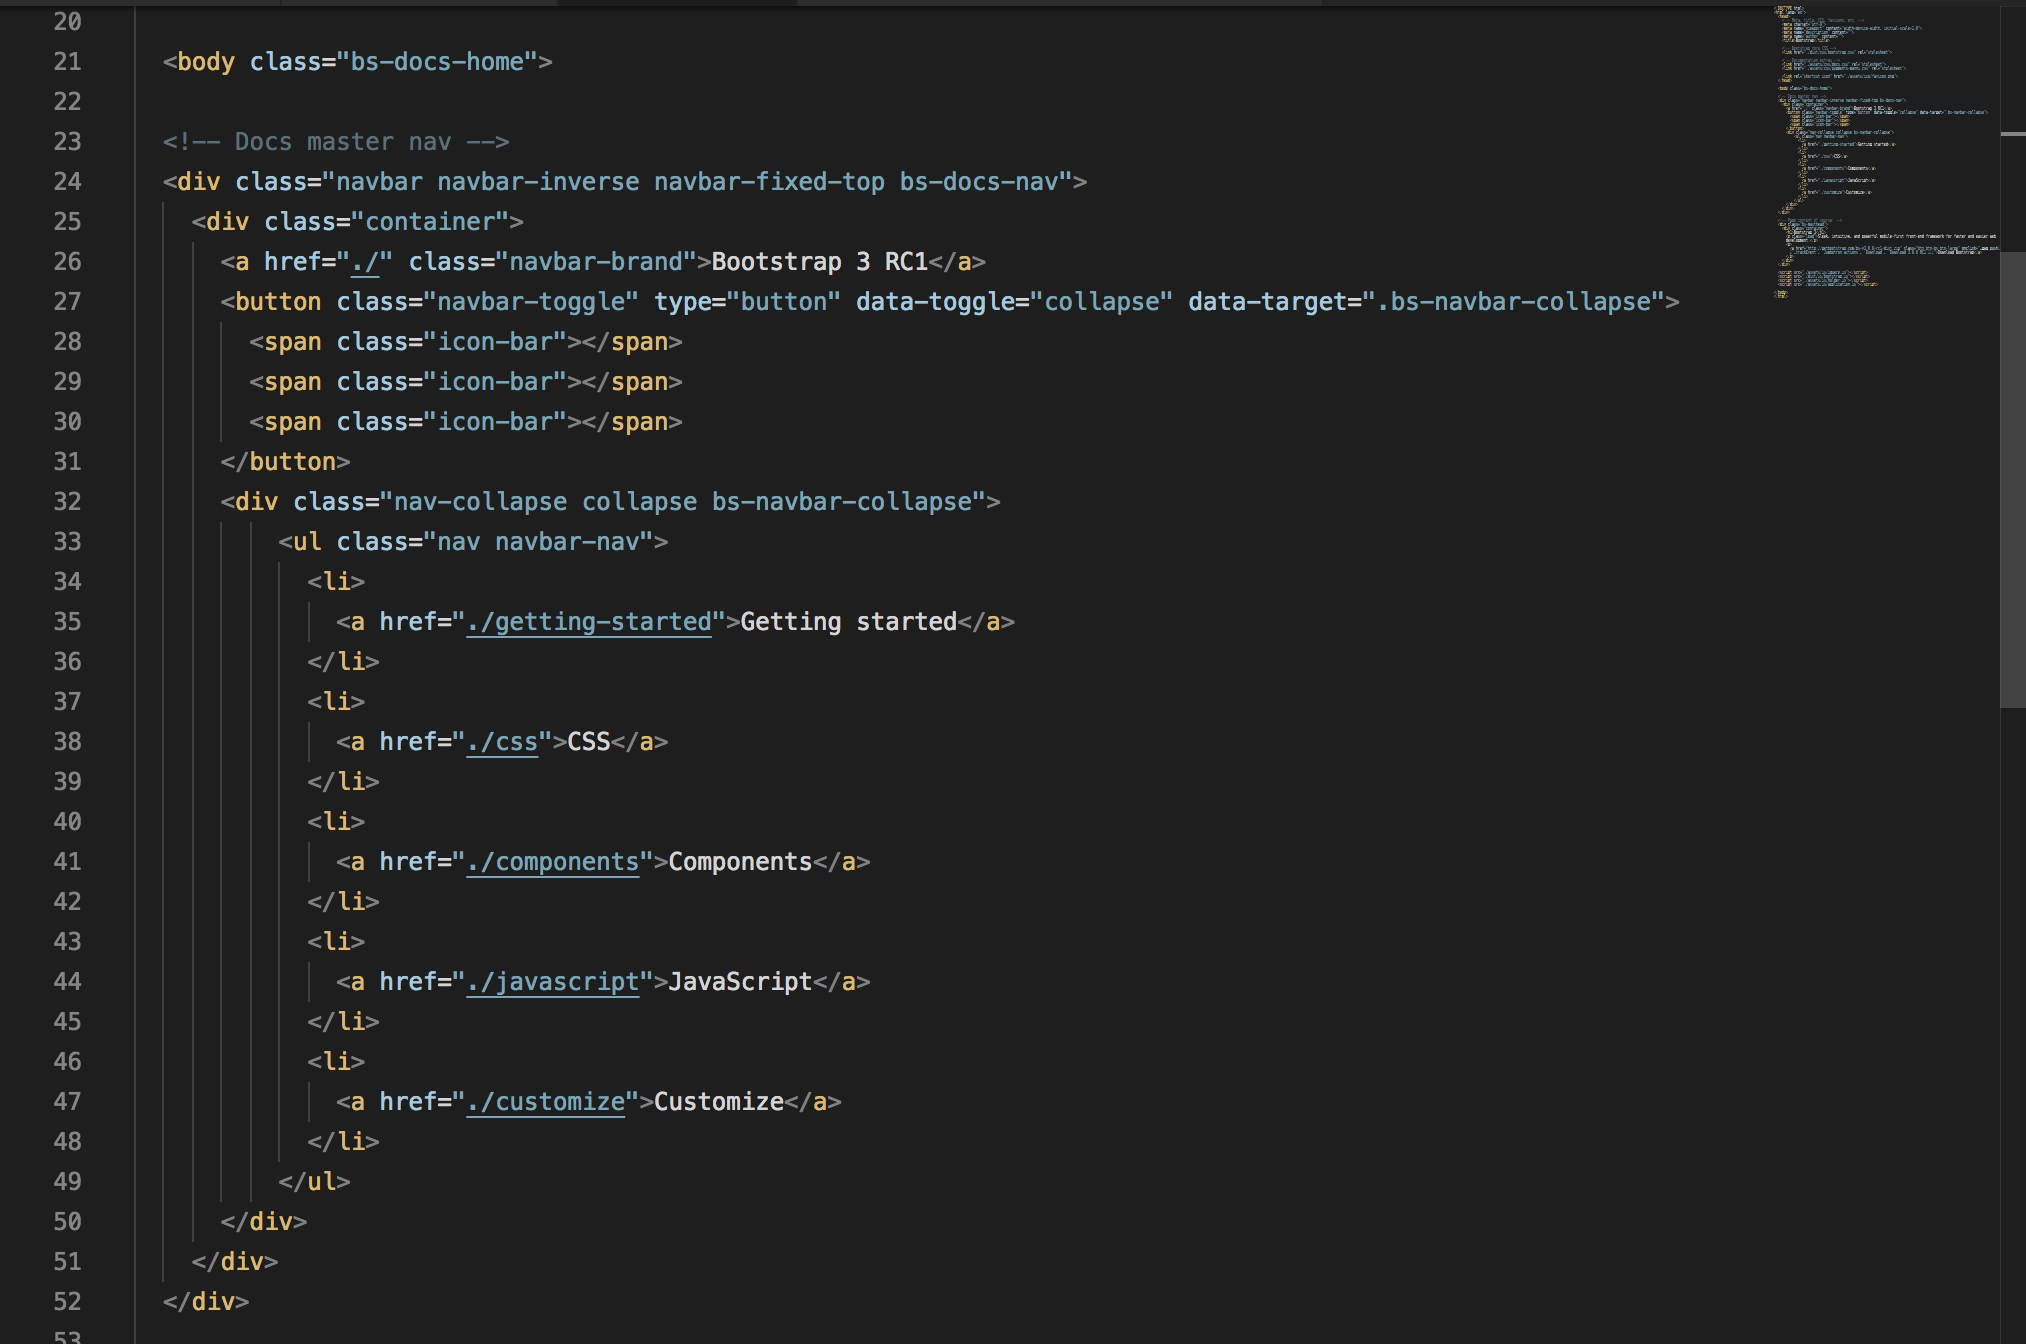 20
21 <body class="bs-docs-home">
22
23 <!-- Docs master nav -->
24 <div class="navbar navbar-inverse navbar-fixed-top bs-docs-nav">
25 <div class="container">
26 <a href="./" class="navbar-brand">Bootstrap 3 RC1</a>
27 <button class="navbar-toggle" type="button" data-toggle="collapse" data-target=".bs-navbar-collapse">
28 <span class="icon-bar"></span>
29 <span class="icon-bar"></span>
30 <span class="icon-bar"></span>
31 </button>
32 <div class="nav-collapse collapse bs-navbar-collapse">
33 <ul class="nav navbar-nav">
34 <li>
35 <a href="./getting-started">Getting started</a>
36 </li>
37 <li>
38 <a href="./css">CSS</a>
39 </li>
40 <li>
41 <a href="./components">Components</a>
42 </li>
43 <li>
44 <a href="./javascript">JavaScript</a>
45 </li>
46 <li>
47 <a href="./customize">Customize</a>
48 </li>
49 </ul>
50 </div>
51 </div>
52 </div>
53